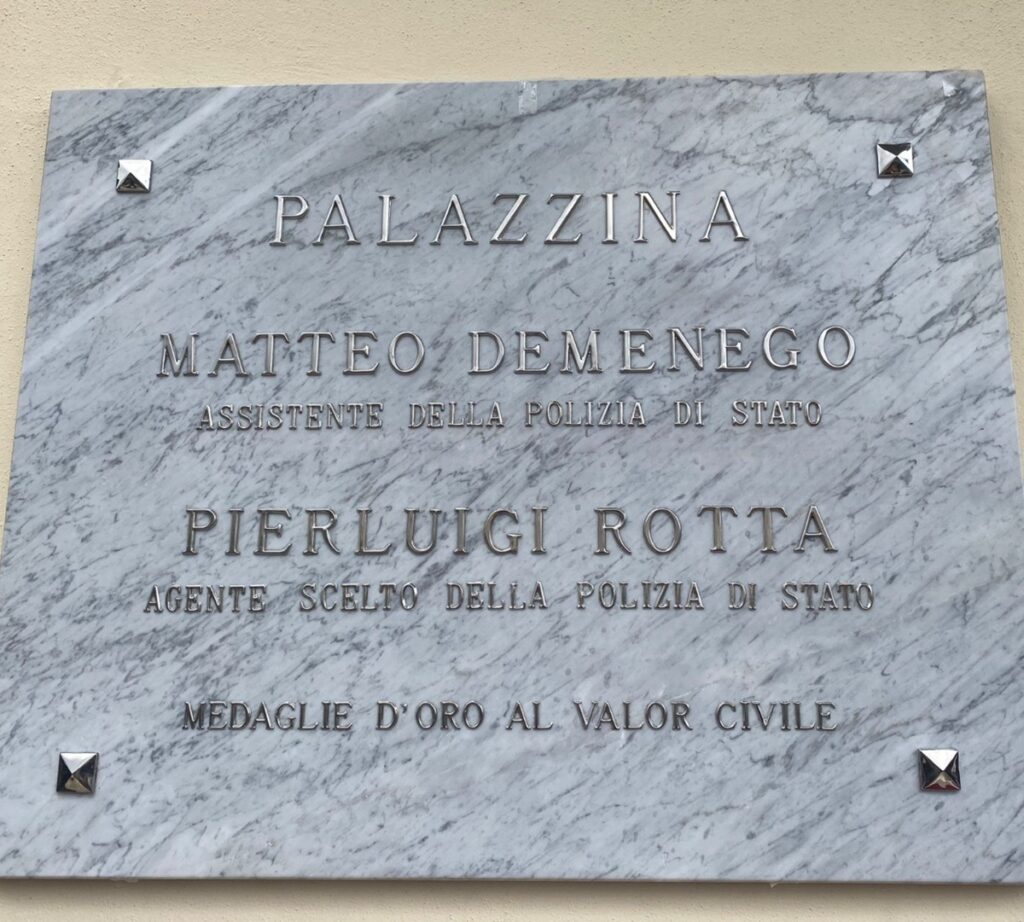 PALAZZINA
MATTEO DEMENEGO
ASSISTENTE DELLA POLIZIA DI STATO
PIERLUIGI ROTTA
AGENTE SCELTO DELLA POLIZIA DI STATO
MEDAGLIE D'ORO AL VALOR CIVILE